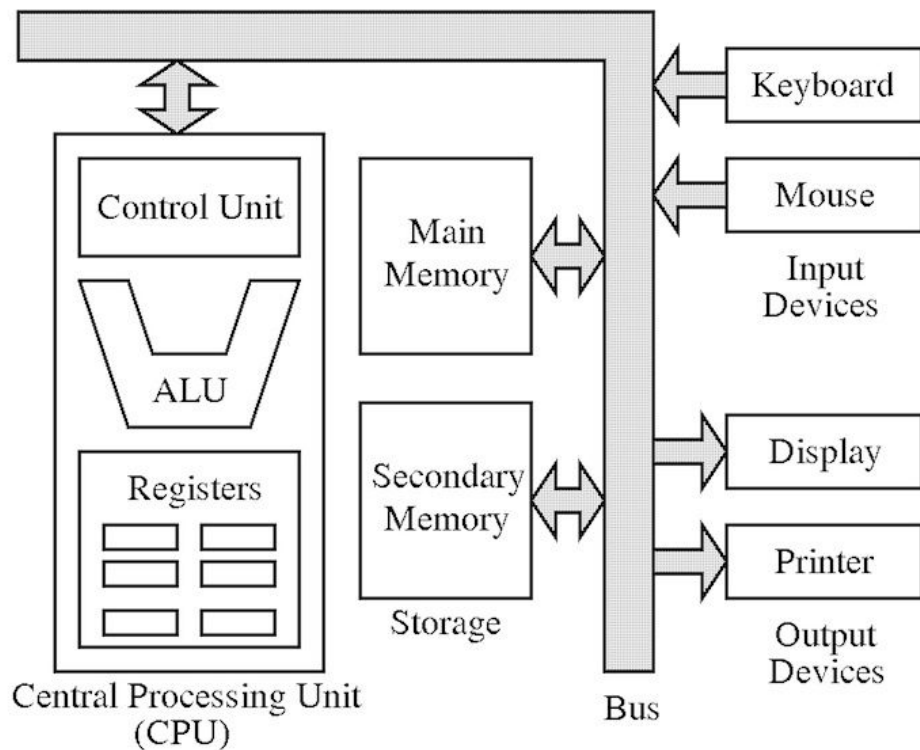 Control Unit
ALU
Registers
Central Processing Unit
(CPU)
Main
Memory
Secondary
Memory
Storage
Bus
Keyboard
Mouse
Input
Devices
Display
Printer
Output
Devices